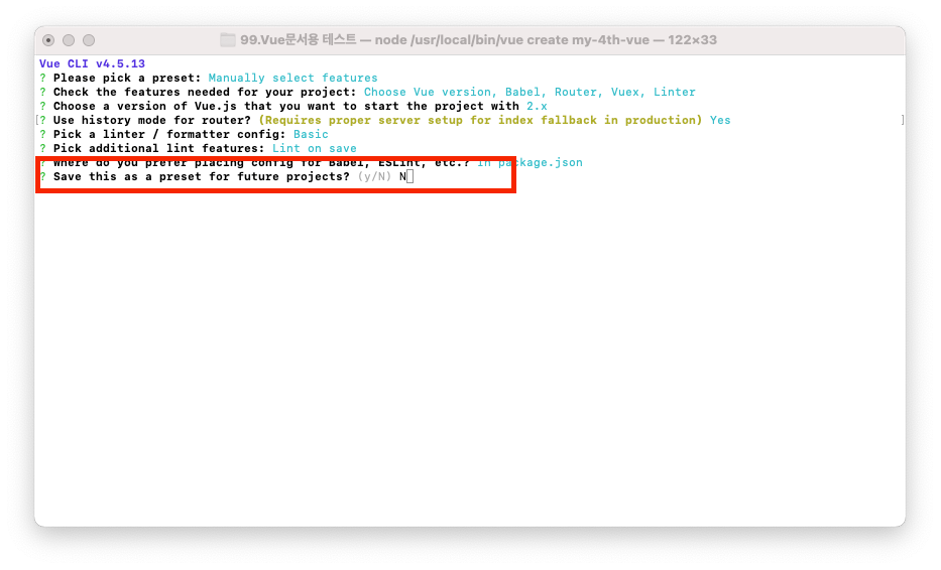 99.Vue문서용 테스트 — node /usr/local/bin/vue create my-4th-vue — 122×33
Vue CLI v4.5.13
? Please pick a preset: Manually select features
? Check the features needed for your project: Choose Vue version, Babel, Router, Vuex, Linter
? Choose a version of Vue.js that you want to start the project with 2.x
[? Use history mode for router? (Requires proper server setup for index fallback in production) Yes ]
? Pick a linter / formatter config: Basic
? Pick additional lint features: Lint on save
? Where do you prefer placing config for Babel, ESLint, etc.? In package.json
? Save this as a preset for future projects? (y/N) N